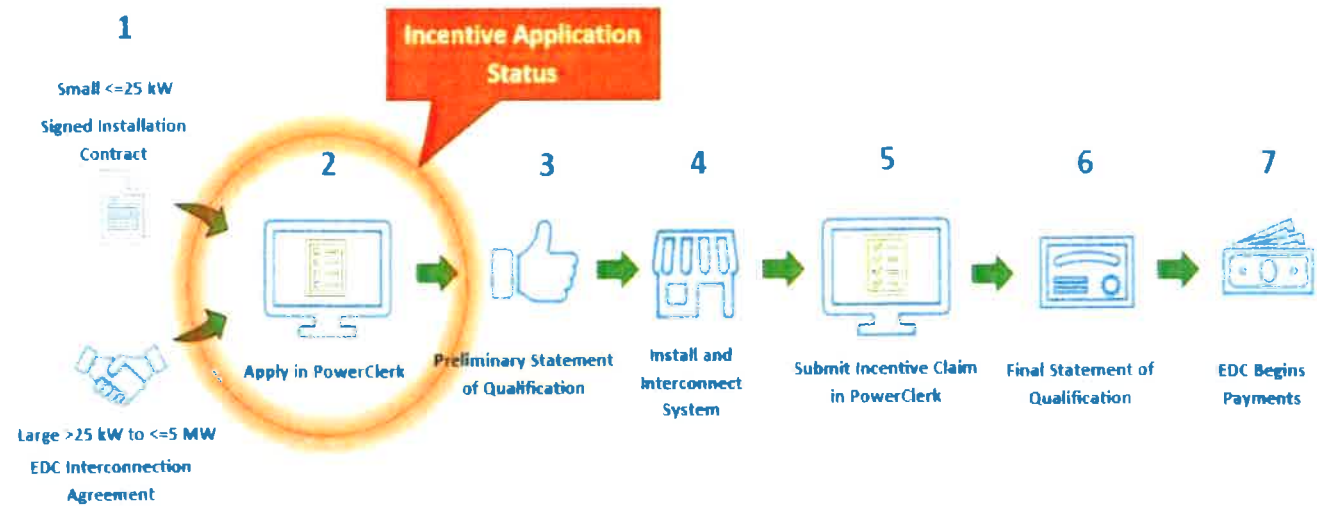 1
Small <=25 kW
Signed Installation
Contract
Large >25 kW to <=5 MW
EDC Interconnection
Agreement
Incentive Application
Status
2
Apply in PowerClerk
3
Preliminary Statement
of Qualification
4
Install and
Interconnect
System
5
Submit Incentive Claim
in PowerClerk
6
Final Statement of
Qualification
7
EDC Begins
Payments